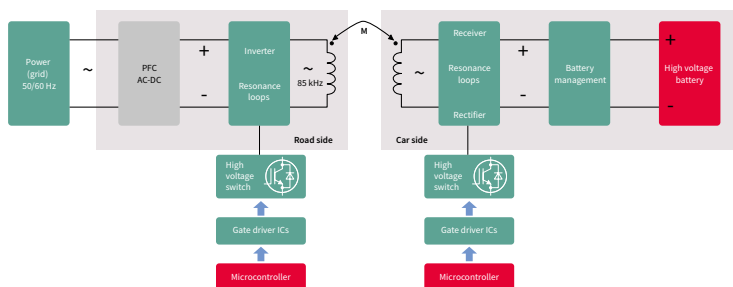 Power
(grid)
50/60 Hz
~
PFC
AC-DC
+
-
Inverter
Resonance
loops
~
85 kHz
M
Road side
~
Receiver
Resonance
loops
Rectifier
+
-
Battery
management
+
High voltage
battery
-
Car side
High
voltage
switch
Gate driver ICs
Microcontroller
High
voltage
switch
Gate driver ICs
Microcontroller